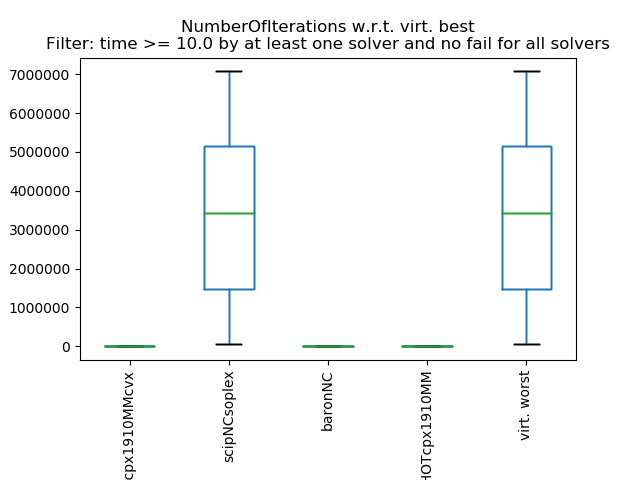 NumberOfIterations w.r.t. virt. best
Filter: time >= 10.0 by at least one solver and no fail for all solvers
7000000
6000000
5000000
4000000
3000000
2000000
1000000
0
cpx1910MMcvx
scipNCsoplex
baronNC
HOTcpx1910MM
virt. worst